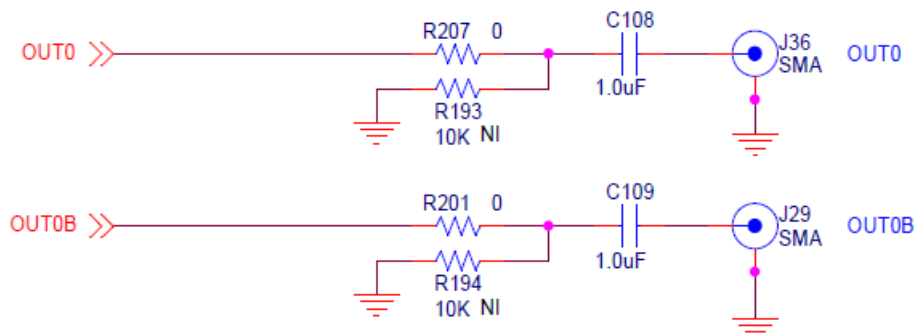 R207 0
C108
J36
OUT0
OUT0
SMA
1.0uF
R193
10K NI
R201 0
C109
J29
OUT0B
OUT0B
SMA
1.0uF
R194
10K NI